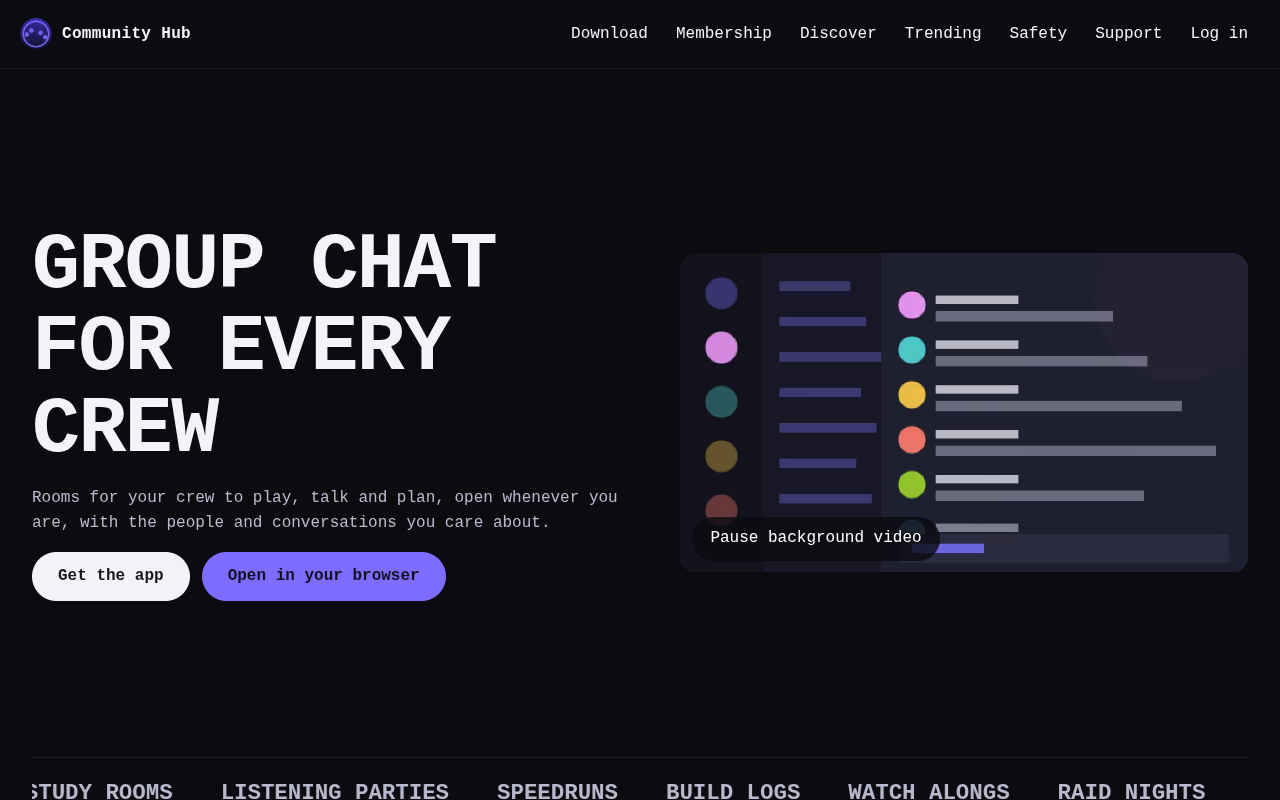 Community Hub
Download Membership Discover Trending Safety Support Log in
GROUP CHAT
FOR EVERY
CREW
Rooms for your crew to play, talk and plan, open whenever you
are, with the people and conversations you care about.
Get the app Open in your browser
Pause background video
STUDY ROOMS LISTENING PARTIES SPEEDRUNS BUILD LOGS WATCH ALONGS RAID NIGHTS